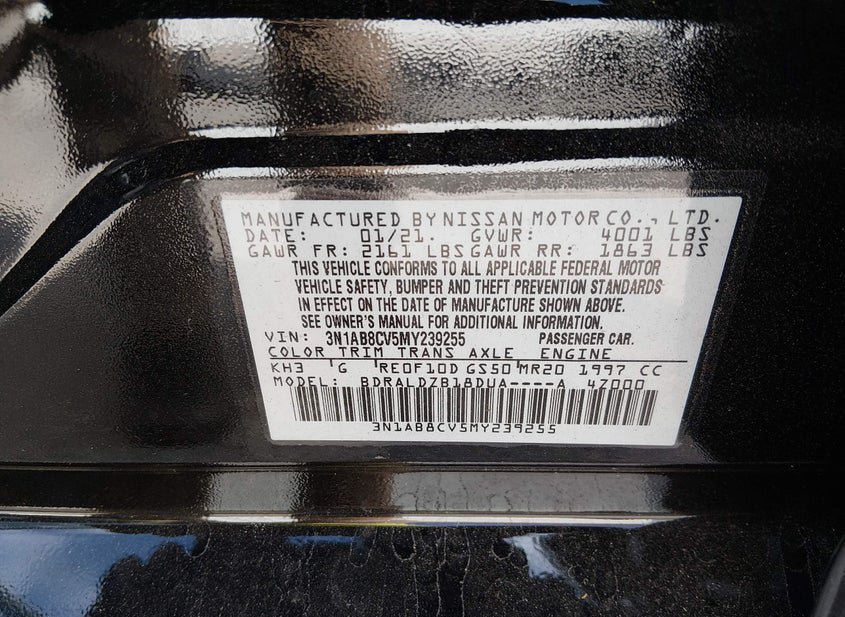 MANUFACTURED BY NISSAN MOTOR CO., LTD.
DATE: 01/21. GVWR: 4001 LBS
GAWR FR: 2161 LBS GAWR RR: 1863 LBS
THIS VEHICLE CONFORMS TO ALL APPLICABLE FEDERAL MOTOR
VEHICLE SAFETY, BUMPER AND THEFT PREVENTION STANDARDS
IN EFFECT ON THE DATE OF MANUFACTURE SHOWN ABOVE.
SEE OWNER'S MANUAL FOR ADDITIONAL INFORMATION.
VIN: 3N1AB8CV5MY239255 PASSENGER CAR.
COLOR TRIM TRANS AXLE ENGINE
KH3 G RE0F10D GS50 MR20 1997 CC
MODEL: BDRALDZB18DUA----A 47000
3N1AB8CV5MY239255